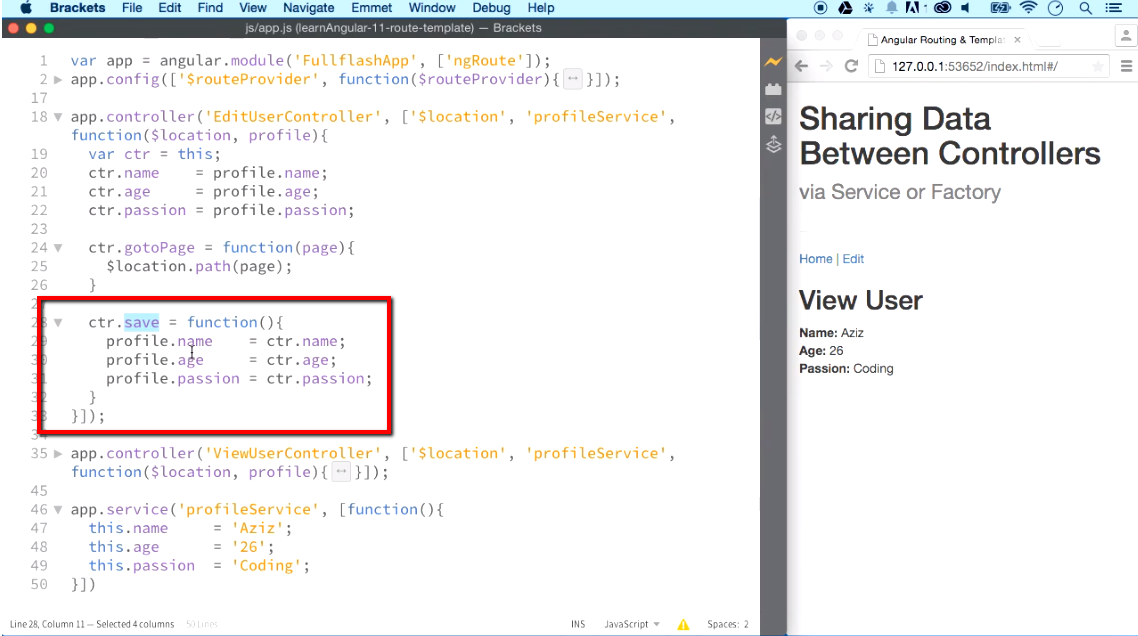 Brackets File Edit Find View Navigate Emmet Window Debug Help
js/app.js (learnAngular-11-route-template) — Brackets
1 var app = angular.module('FullflashApp', ['ngRoute']);
2 app.config(['$routeProvider', function($routeProvider){ }]);
17
18 app.controller('EditUserController', ['$location', 'profileService',
function($location, profile){
19 var ctr = this;
20 ctr.name = profile.name;
21 ctr.age = profile.age;
22 ctr.passion = profile.passion;
23
24 ctr.gotoPage = function(page){
25 $location.path(page);
26 }
28 ctr.save = function(){
29 profile.name = ctr.name;
30 profile.age = ctr.age;
31 profile.passion = ctr.passion;
32 }
33 }]);
34
35 app.controller('ViewUserController', ['$location', 'profileService',
function($location, profile){ }]);
45
46 app.service('profileService', [function(){
47 this.name = 'Aziz';
48 this.age = '26';
49 this.passion = 'Coding';
50 }])
Line 28, Column 11 — Selected 4 columns 50 Lines
INS JavaScript Spaces: 2
Angular Routing & Templat
127.0.0.1:53652/index.html#/
Sharing Data
Between Controllers
via Service or Factory
Home | Edit
View User
Name: Aziz
Age: 26
Passion: Coding